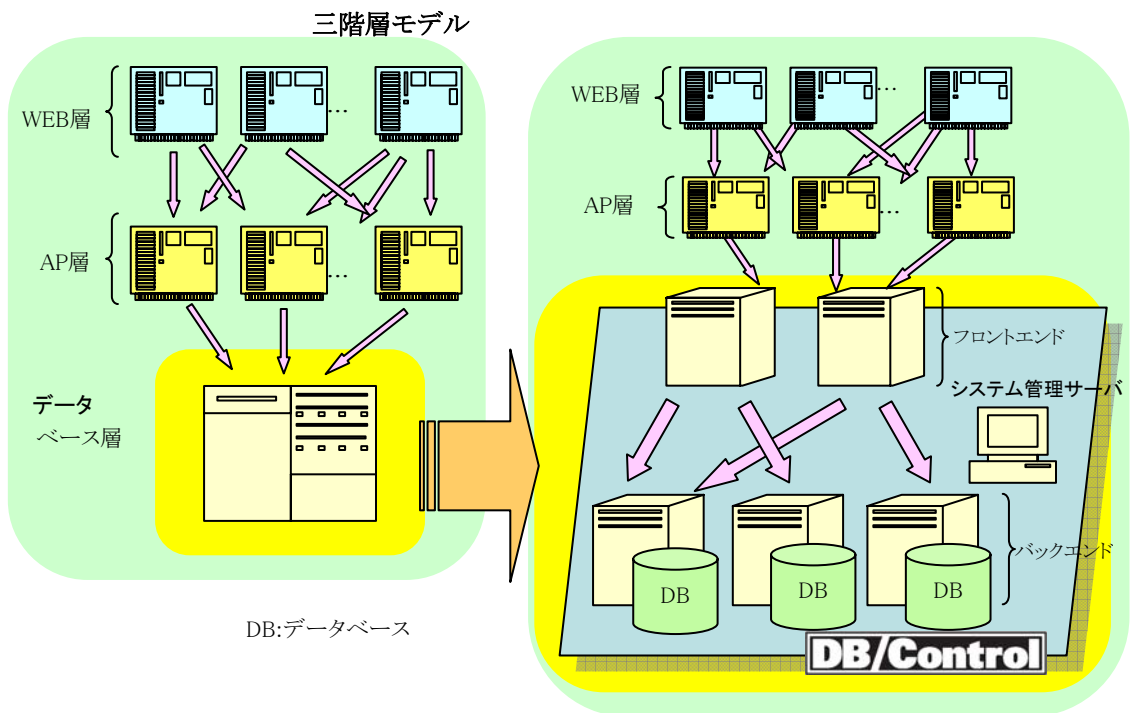 三階層モデル
WEB層
…
AP層
…
データ
ベース層
DB:データベース
WEB層
…
AP層
…
フロントエンド
システム管理サーバ
バックエンド
DB
DB
DB
DB/Control